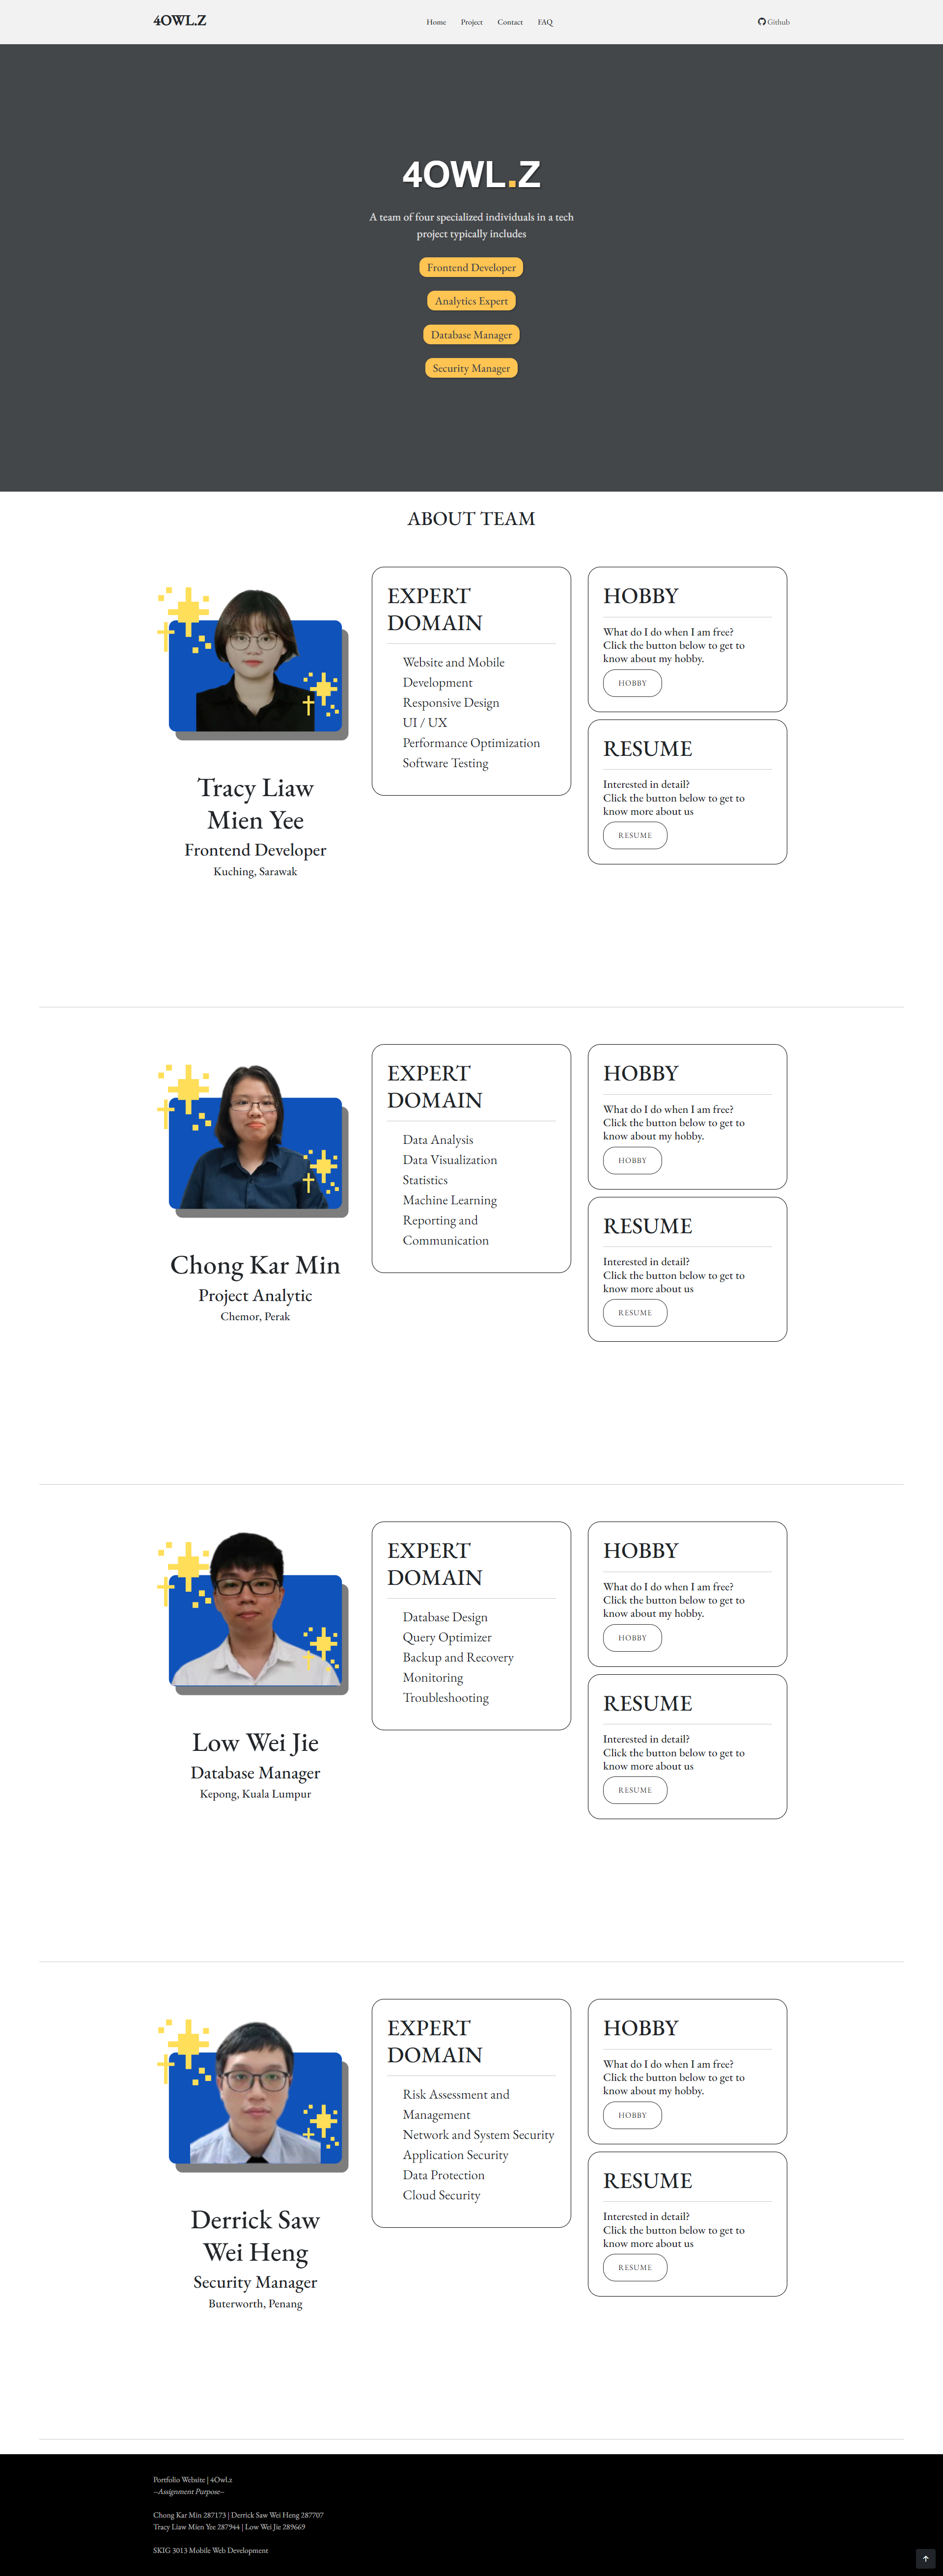 4OWL.Z
Home Project Contact FAQ
Github
4OWL.Z
A team of four specialized individuals in a tech
project typically includes
Frontend Developer
Analytics Expert
Database Manager
Security Manager
ABOUT TEAM
Tracy Liaw
Mien Yee
Frontend Developer
Kuching, Sarawak
EXPERT
DOMAIN
Website and Mobile
Development
Responsive Design
UI / UX
Performance Optimization
Software Testing
HOBBY
What do I do when I am free?
Click the button below to get to
know about my hobby.
HOBBY
RESUME
Interested in detail?
Click the button below to get to
know more about us
RESUME
Chong Kar Min
Project Analytic
Chemor, Perak
EXPERT
DOMAIN
Data Analysis
Data Visualization
Statistics
Machine Learning
Reporting and
Communication
HOBBY
What do I do when I am free?
Click the button below to get to
know about my hobby.
HOBBY
RESUME
Interested in detail?
Click the button below to get to
know more about us
RESUME
Low Wei Jie
Database Manager
Kepong, Kuala Lumpur
EXPERT
DOMAIN
Database Design
Query Optimizer
Backup and Recovery
Monitoring
Troubleshooting
HOBBY
What do I do when I am free?
Click the button below to get to
know about my hobby.
HOBBY
RESUME
Interested in detail?
Click the button below to get to
know more about us
RESUME
Derrick Saw
Wei Heng
Security Manager
Buterworth, Penang
EXPERT
DOMAIN
Risk Assessment and
Management
Network and System Security
Application Security
Data Protection
Cloud Security
HOBBY
What do I do when I am free?
Click the button below to get to
know about my hobby.
HOBBY
RESUME
Interested in detail?
Click the button below to get to
know more about us
RESUME
Portfolio Website | 4Owl.z
--Assignment Purpose--
Chong Kar Min 287173 | Derrick Saw Wei Heng 287707
Tracy Liaw Mien Yee 287944 | Low Wei Jie 289669
SKIG 3013 Mobile Web Development